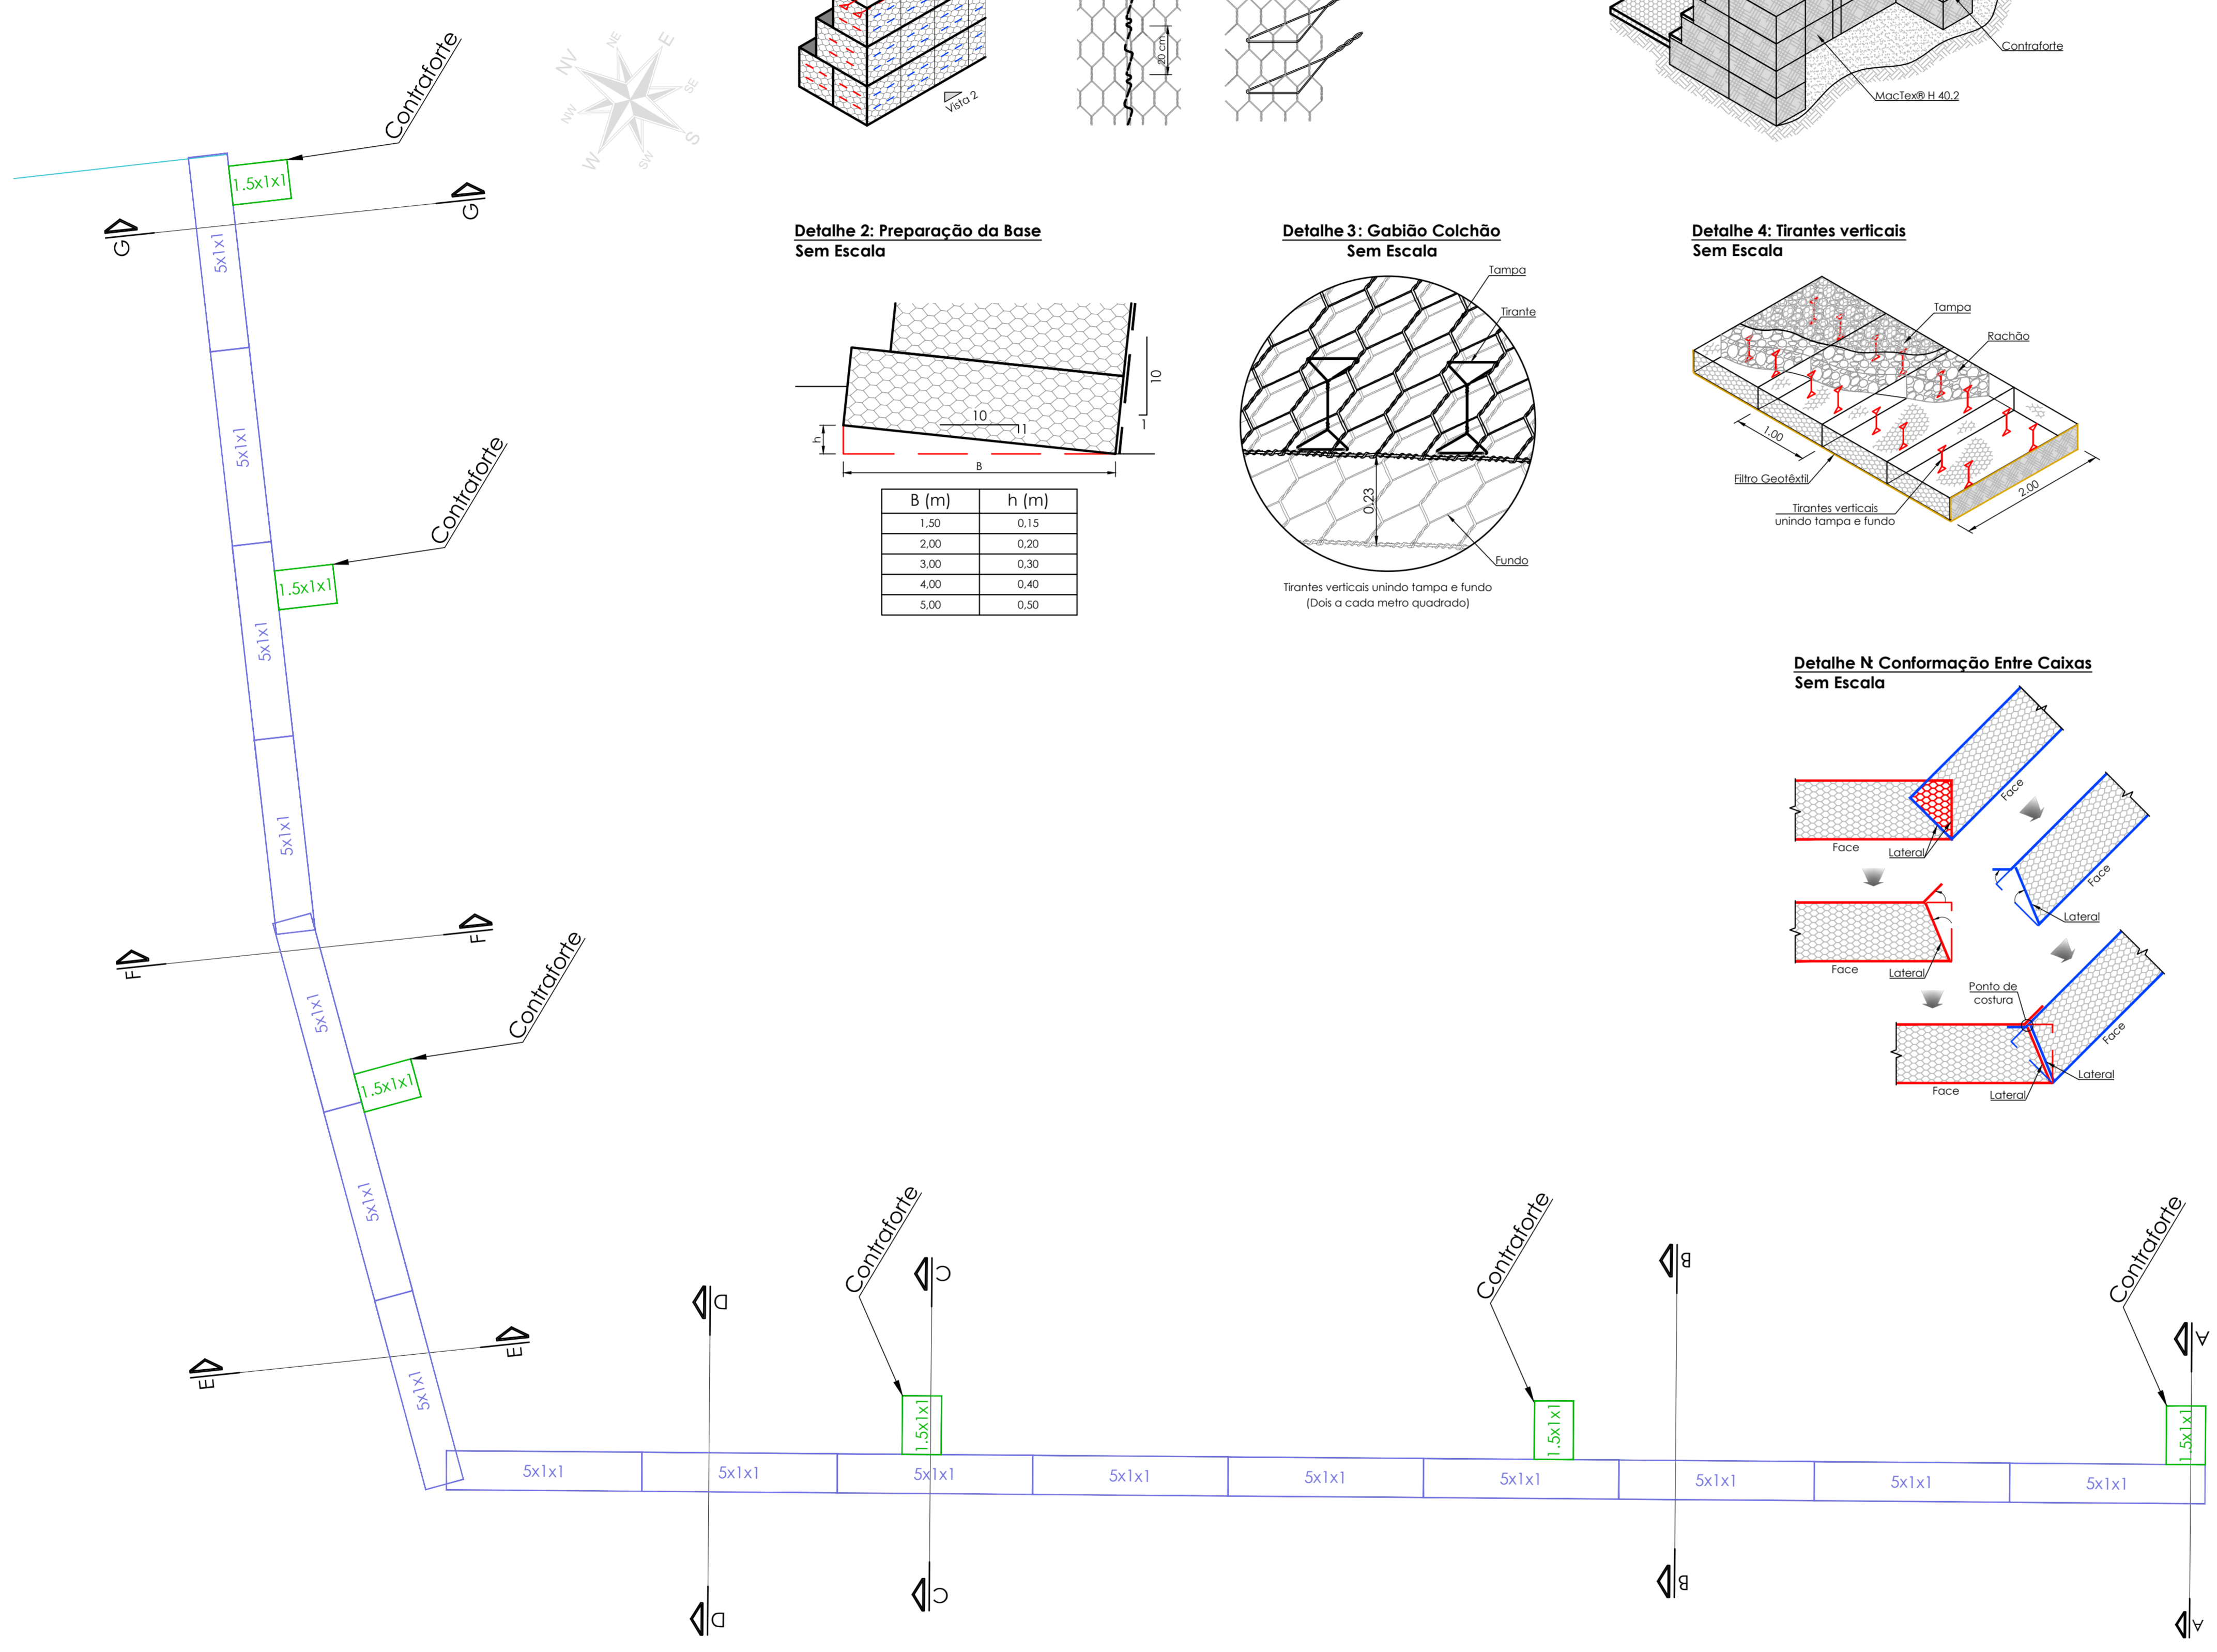 Contraforte
NV
NE
E
SE
S
SW
W
NW
Vista 2
20 cm
Contraforte
MacTex® H 40.2
1.5x1x1
G
G
5x1x1
Detalhe 2: Preparação da Base
Sem Escala
10
1
10
1
h
B
B (m) h (m)
1,50 0,15
2,00 0,20
3,00 0,30
4,00 0,40
5,00 0,50
Detalhe 3: Gabião Colchão
Sem Escala
Tampa
Tirante
0,23
Fundo
Tirantes verticais unindo tampa e fundo
(Dois a cada metro quadrado)
Detalhe 4: Tirantes verticais
Sem Escala
Tampa
Rachão
1.00
Filtro Geotêxtil
Tirantes verticais
unindo tampa e fundo
2.00
5x1x1
Contraforte
1.5x1x1
5x1x1
5x1x1
Detalhe N: Conformação Entre Caixas
Sem Escala
Face
Face
Lateral
Face
Lateral
Face
Lateral
Ponto de
costura
Face
Lateral
Face
Lateral
F
F
Contraforte
5x1x1
1.5x1x1
5x1x1
E
E
5x1x1
Contraforte
Contraforte
Contraforte
D
C
B
A
1.5x1x1
1.5x1x1
1.5x1x1
5x1x1
5x1x1
5x1x1
5x1x1
5x1x1
5x1x1
5x1x1
5x1x1
5x1x1
D
C
B
A